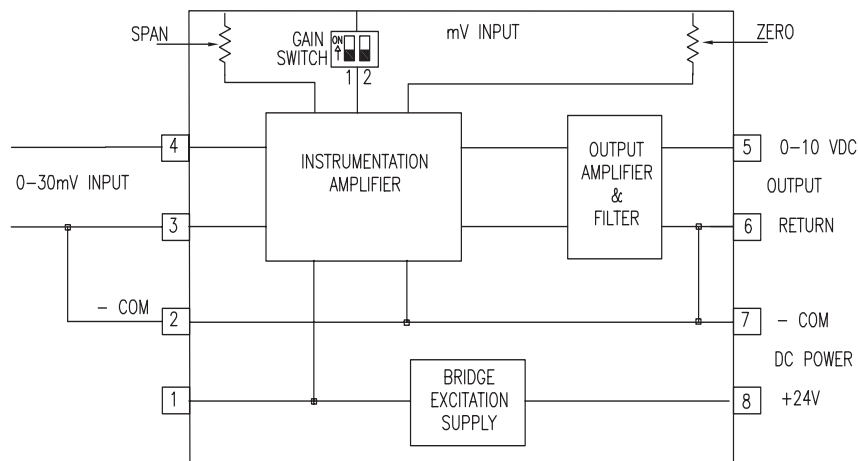 SPAN
GAIN
SWITCH
ON
1 2
mV INPUT
ZERO
4
INSTRUMENTATION
AMPLIFIER
OUTPUT
AMPLIFIER
&
FILTER
5
0-10 VDC
0-30mV INPUT
OUTPUT
3
6
RETURN
- COM
2
7
- COM
DC POWER
1
BRIDGE
EXCITATION
SUPPLY
8
+24V